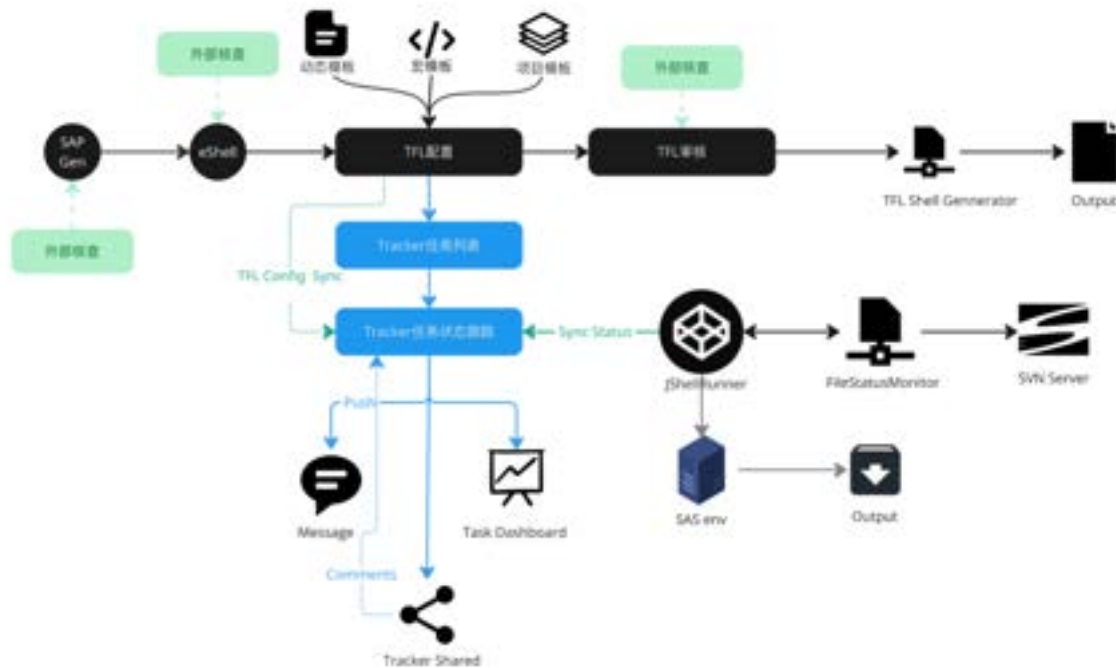 外部核查
动态模板
宏模板
项目模板
外部核查
SAP
Gen
eShell
TFL配置
TFL审核
TFL Shell Gennerator
Output
外部核查
Tracker任务列表
TFL Config Sync
Tracker任务状态跟踪
Sync Status
JShellRunner
FileStatusMonitor
SVN Server
Push
Message
Task Dashboard
SAS env
Output
Comments
Tracker Shared